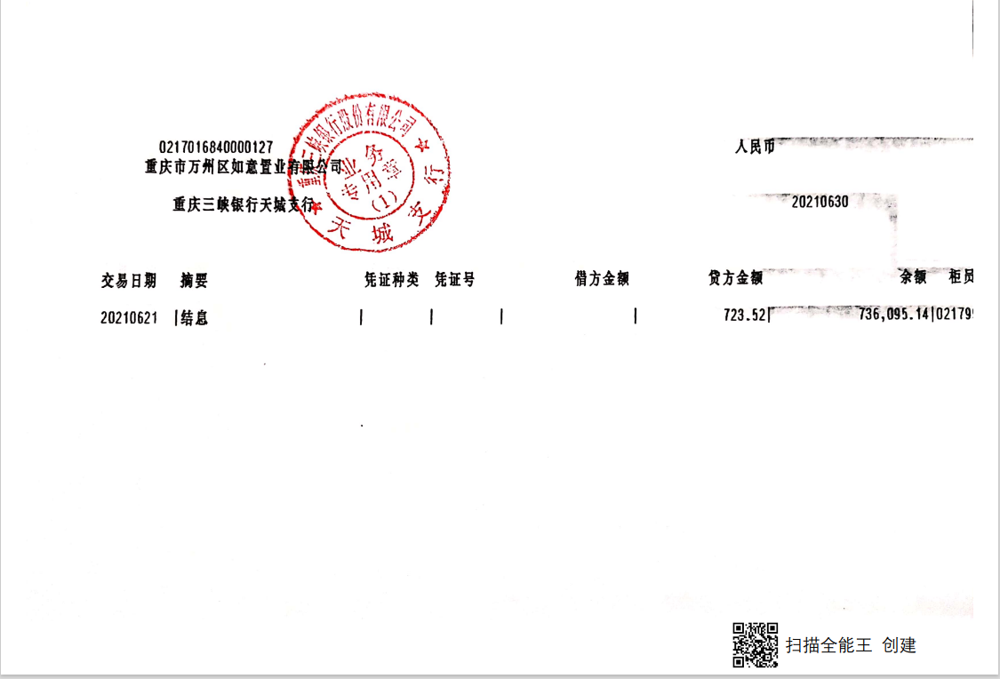 0217016840000127
人民币
重庆市万州区如意置业有限公司
重庆三峡银行天城支行
20210630
重庆三峡银行股份有限公司
业务
专用章
(1)
天城支行
交易日期 摘要 凭证种类 凭证号 借方金额 贷方金额 余额 柜员
20210621 |结息 | | | | 723.52| 736,095.14|02179
扫描全能王 创建